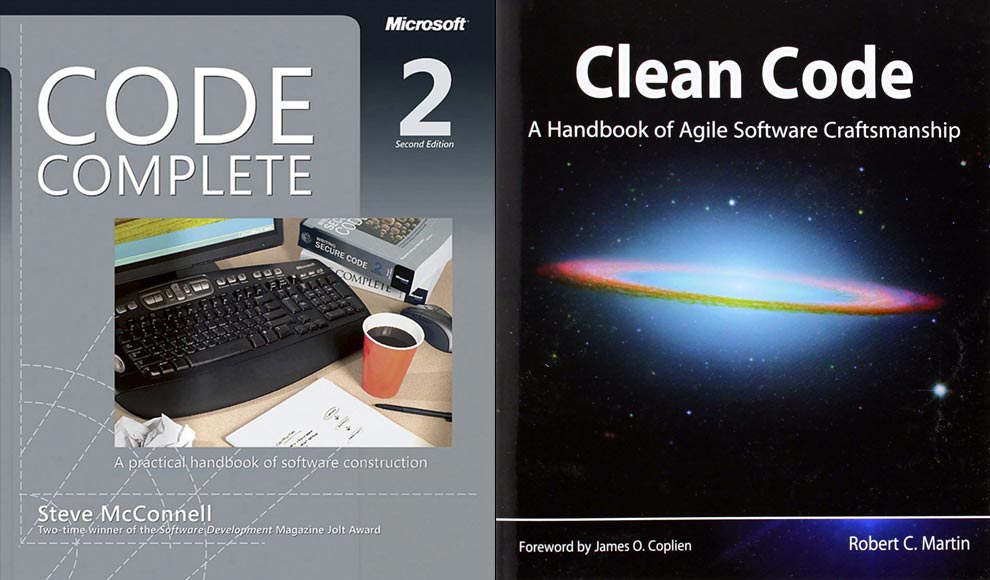 Microsoft
CODE
COMPLETE
2
Second Edition
WRITING
SECURE CODE 2
COMPLETE
A practical handbook of software construction
Steve McConnell
Two-time winner of the Software Development Magazine Jolt Award
Clean Code
A Handbook of Agile Software Craftsmanship
Foreword by James O. Coplien
Robert C. Martin